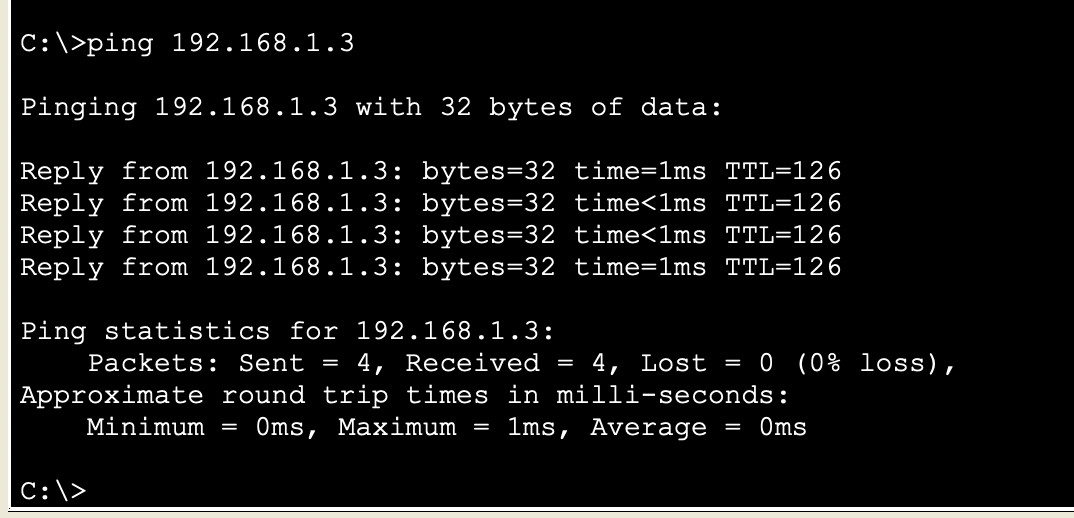 C:\>ping 192.168.1.3
Pinging 192.168.1.3 with 32 bytes of data:
Reply from 192.168.1.3: bytes=32 time=1ms TTL=126
Reply from 192.168.1.3: bytes=32 time<1ms TTL=126
Reply from 192.168.1.3: bytes=32 time<1ms TTL=126
Reply from 192.168.1.3: bytes=32 time=1ms TTL=126
Ping statistics for 192.168.1.3:
    Packets: Sent = 4, Received = 4, Lost = 0 (0% loss),
Approximate round trip times in milli-seconds:
    Minimum = 0ms, Maximum = 1ms, Average = 0ms
C:\>